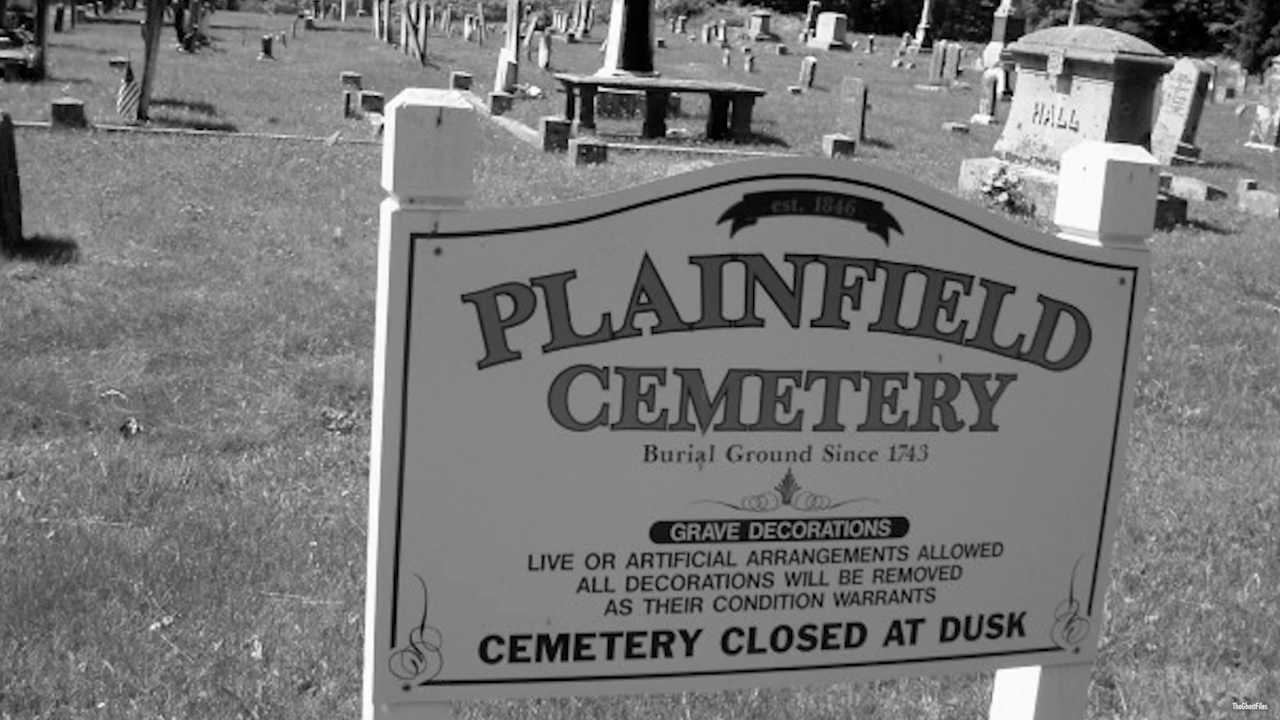 HALL
est. 1846
PLAINFIELD
CEMETERY
Burial Ground Since 1743
GRAVE DECORATIONS
LIVE OR ARTIFICIAL ARRANGEMENTS ALLOWED
ALL DECORATIONS WILL BE REMOVED
AS THEIR CONDITION WARRANTS
CEMETERY CLOSED AT DUSK
TheGhostFiles